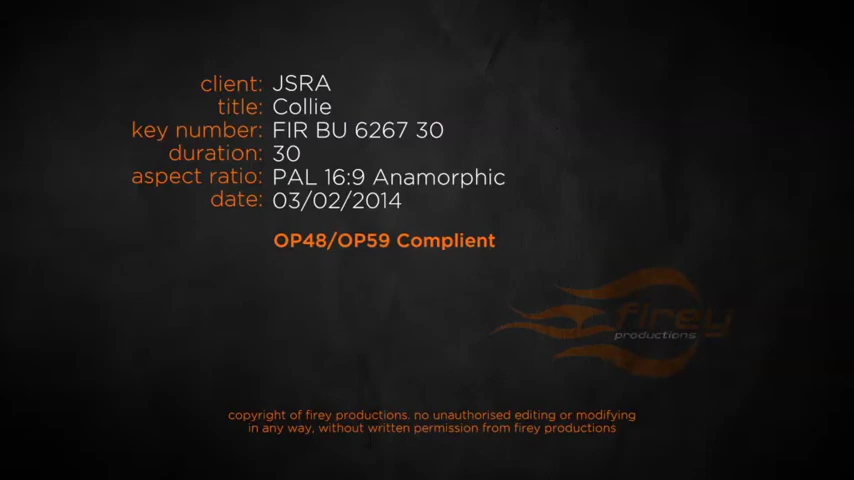 client: JSRA
title: Collie
key number: FIR BU 6267 30
duration: 30
aspect ratio: PAL 16:9 Anamorphic
date: 03/02/2014
OP48/OP59 Complient
firey
productions
copyright of firey productions. no unauthorised editing or modifying
in any way, without written permission from firey productions